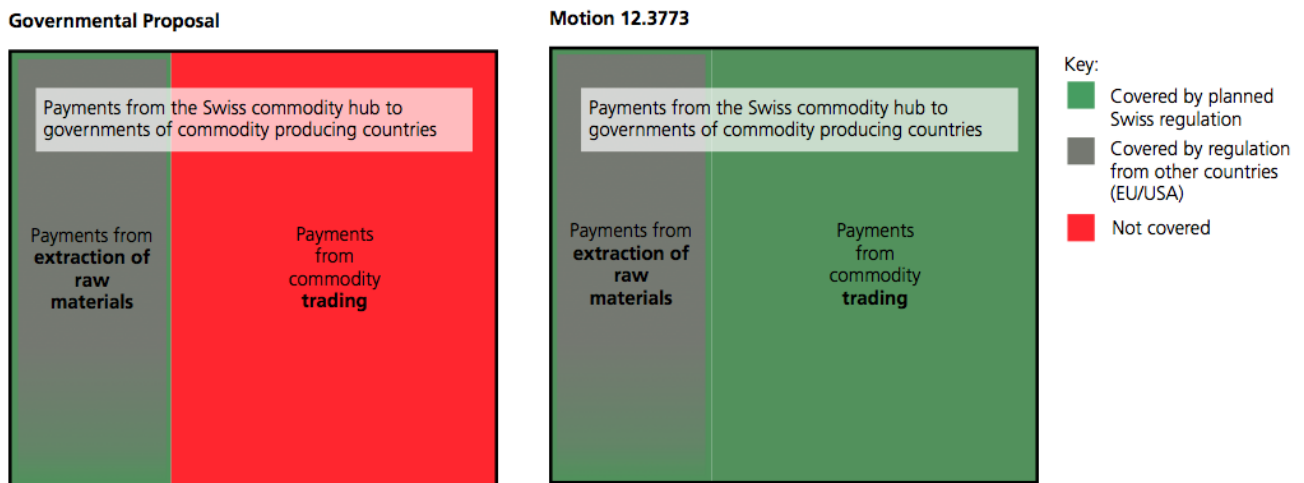 Governmental Proposal
Payments from the Swiss commodity hub to
governments of commodity producing countries
Payments from
extraction of
raw
materials
Payments
from
commodity
trading
Motion 12.3773
Payments from the Swiss commodity hub to
governments of commodity producing countries
Payments from
extraction of
raw
materials
Payments
from
commodity
trading
Key:
Covered by planned
Swiss regulation
Covered by regulation
from other countries
(EU/USA)
Not covered